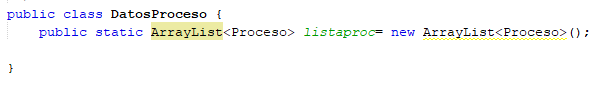 public class DatosProceso {
public static ArrayList<Proceso> listaproc= new ArrayList<Proceso>();
}